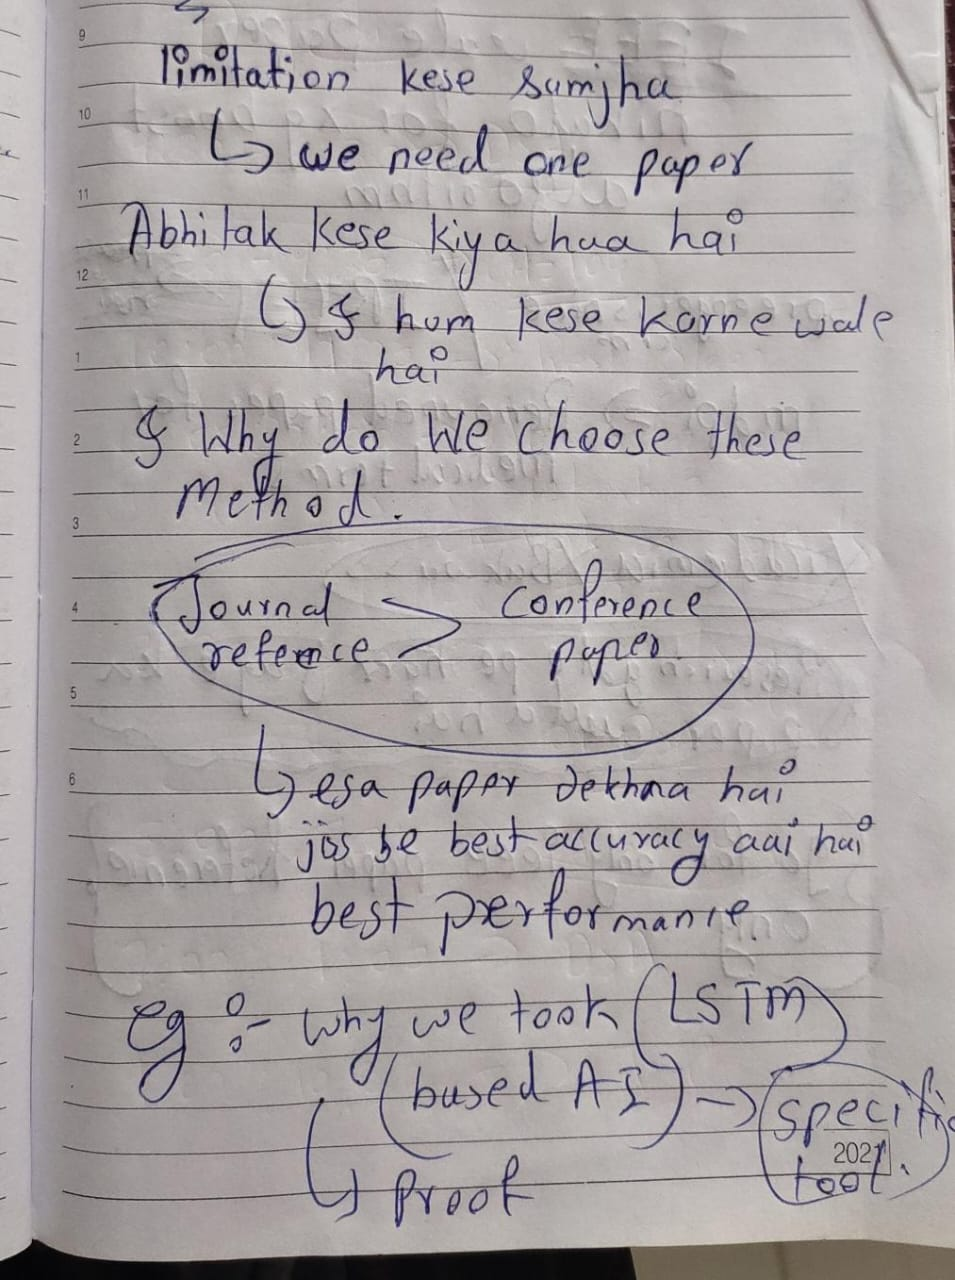 9
limitation kese sumjha
10
↳ we need one paper
11
Abhi tak kese kiya hua hai
12
↳ & hum kese karne wale
1
hai
2
& Why do We choose these
Method.
3
4
Journal > Conference
refernce paper.
5
6
↳ esa paper dekhna hai
jis se best accuracy aai hai
best performance.
eg :- why we took (LSTM)
(based AI) → specific
tool.
2021
↳ Proof